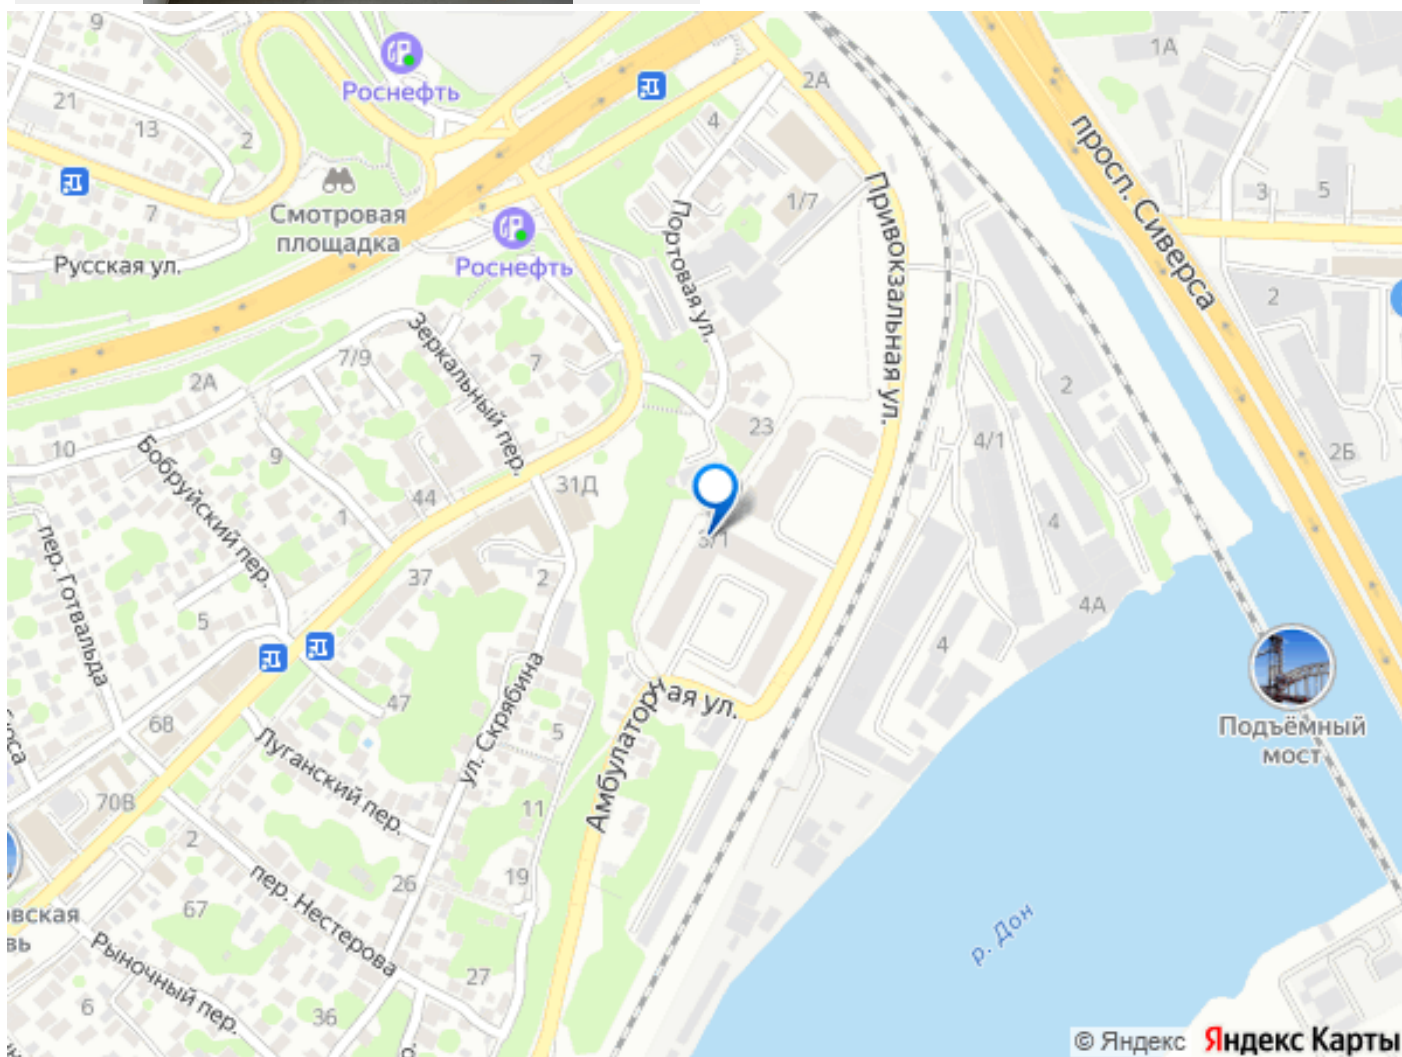 9
1А
Роснефть
2А
21
13
2
4
просп. Сиверса
3
5
7
Смотровая
площадка
1/7
Привокзальная ул.
Русская ул.
Роснефть
Портовая ул.
2
Зеркальный пер.
7/9
7
2А
2
23
4/1
2Б
10
Бобруйский пер.
9
44
31Д
1
3/1
4
пер. Готвальда
37
2
4А
5
4
47
ул. Скрябина
ая ул.
68
5
Подъёмный
мост
Луганский пер.
Амбулаторн
70В
11
2
пер. Нестерова
26
19
67
р. Дон
Рыночный пер.
27
6
36
© Яндекс Яндекс Карты